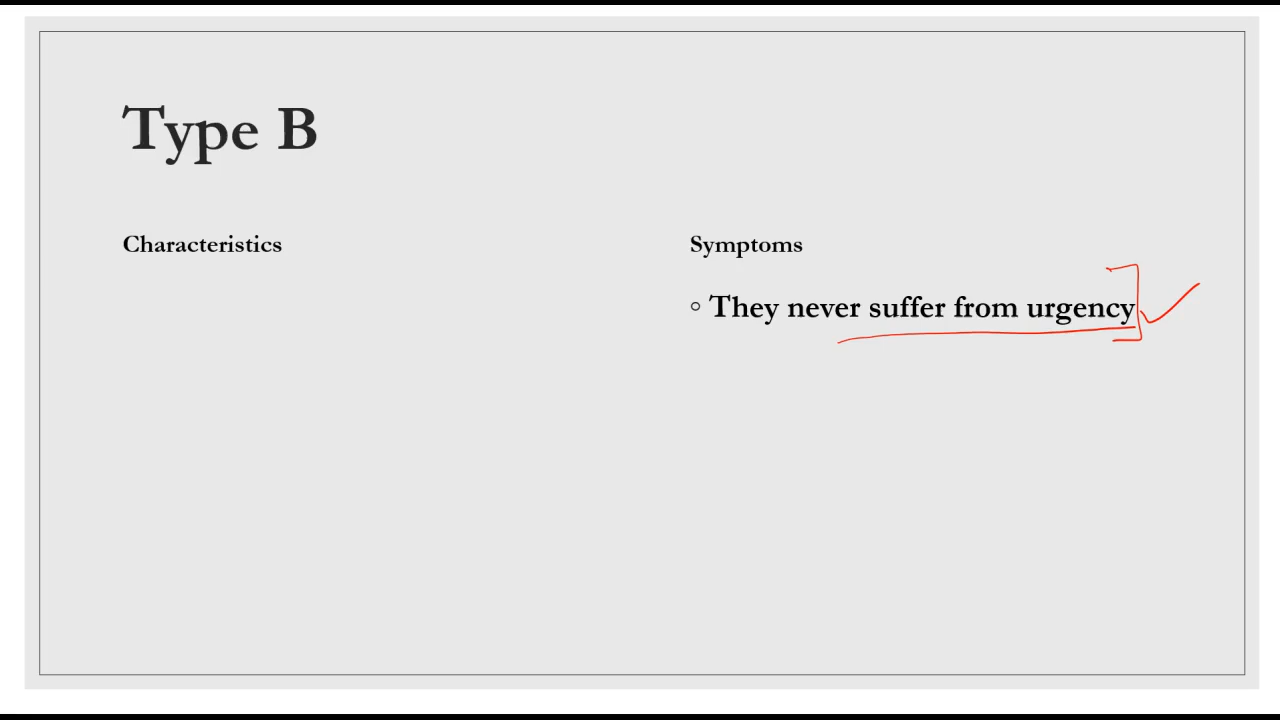 Type B
Characteristics
Symptoms
◦ They never suffer from urgency